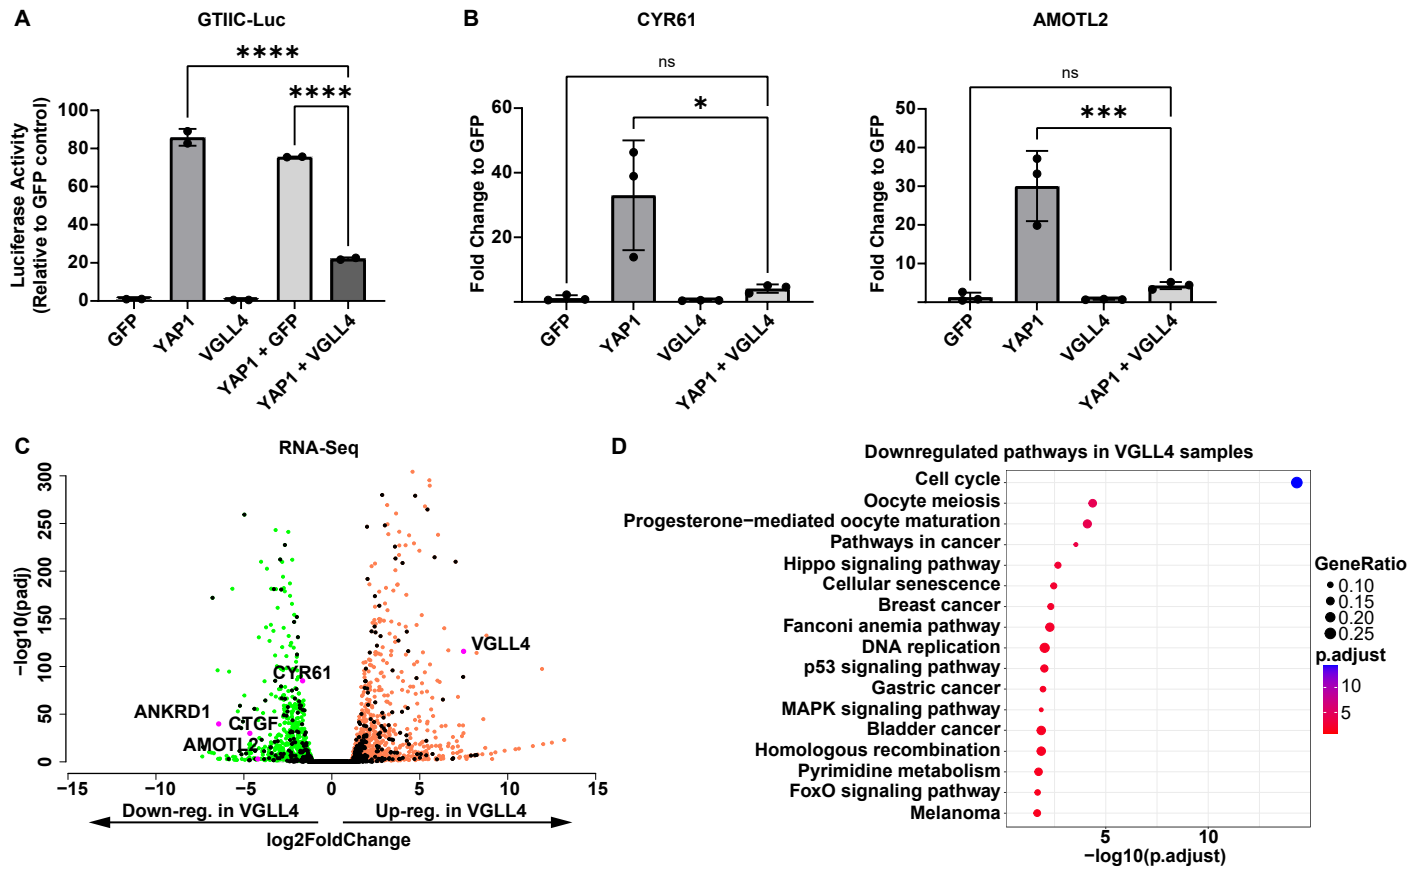 A
GTIIC-Luc
Luciferase Activity
(Relative to GFP control)
100
80
60
40
20
0
****
****
GFP
YAP1
VGLL4
YAP1 + GFP
YAP1 + VGLL4
B
CYR61
Fold Change to GFP
60
40
20
ns
*
GFP
YAP1
VGLL4
YAP1 + VGLL4
AMOTL2
Fold Change to GFP
50
40
30
20
10
ns
***
GFP
YAP1
VGLL4
YAP1 + VGLL4
C
RNA-Seq
−log10(padj)
300
250
200
150
100
50
0
VGLL4
CYR61
ANKRD1
CTGF
AMOTL2
−15
−10
−5
0
5
10
15
Down-reg. in VGLL4
Up-reg. in VGLL4
log2FoldChange
D
Downregulated pathways in VGLL4 samples
Cell cycle
Oocyte meiosis
Progesterone−mediated oocyte maturation
Pathways in cancer
Hippo signaling pathway
Cellular senescence
Breast cancer
Fanconi anemia pathway
DNA replication
p53 signaling pathway
Gastric cancer
MAPK signaling pathway
Bladder cancer
Homologous recombination
Pyrimidine metabolism
FoxO signaling pathway
Melanoma
5
10
−log10(p.adjust)
GeneRatio
0.10
0.15
0.20
0.25
p.adjust
10
5